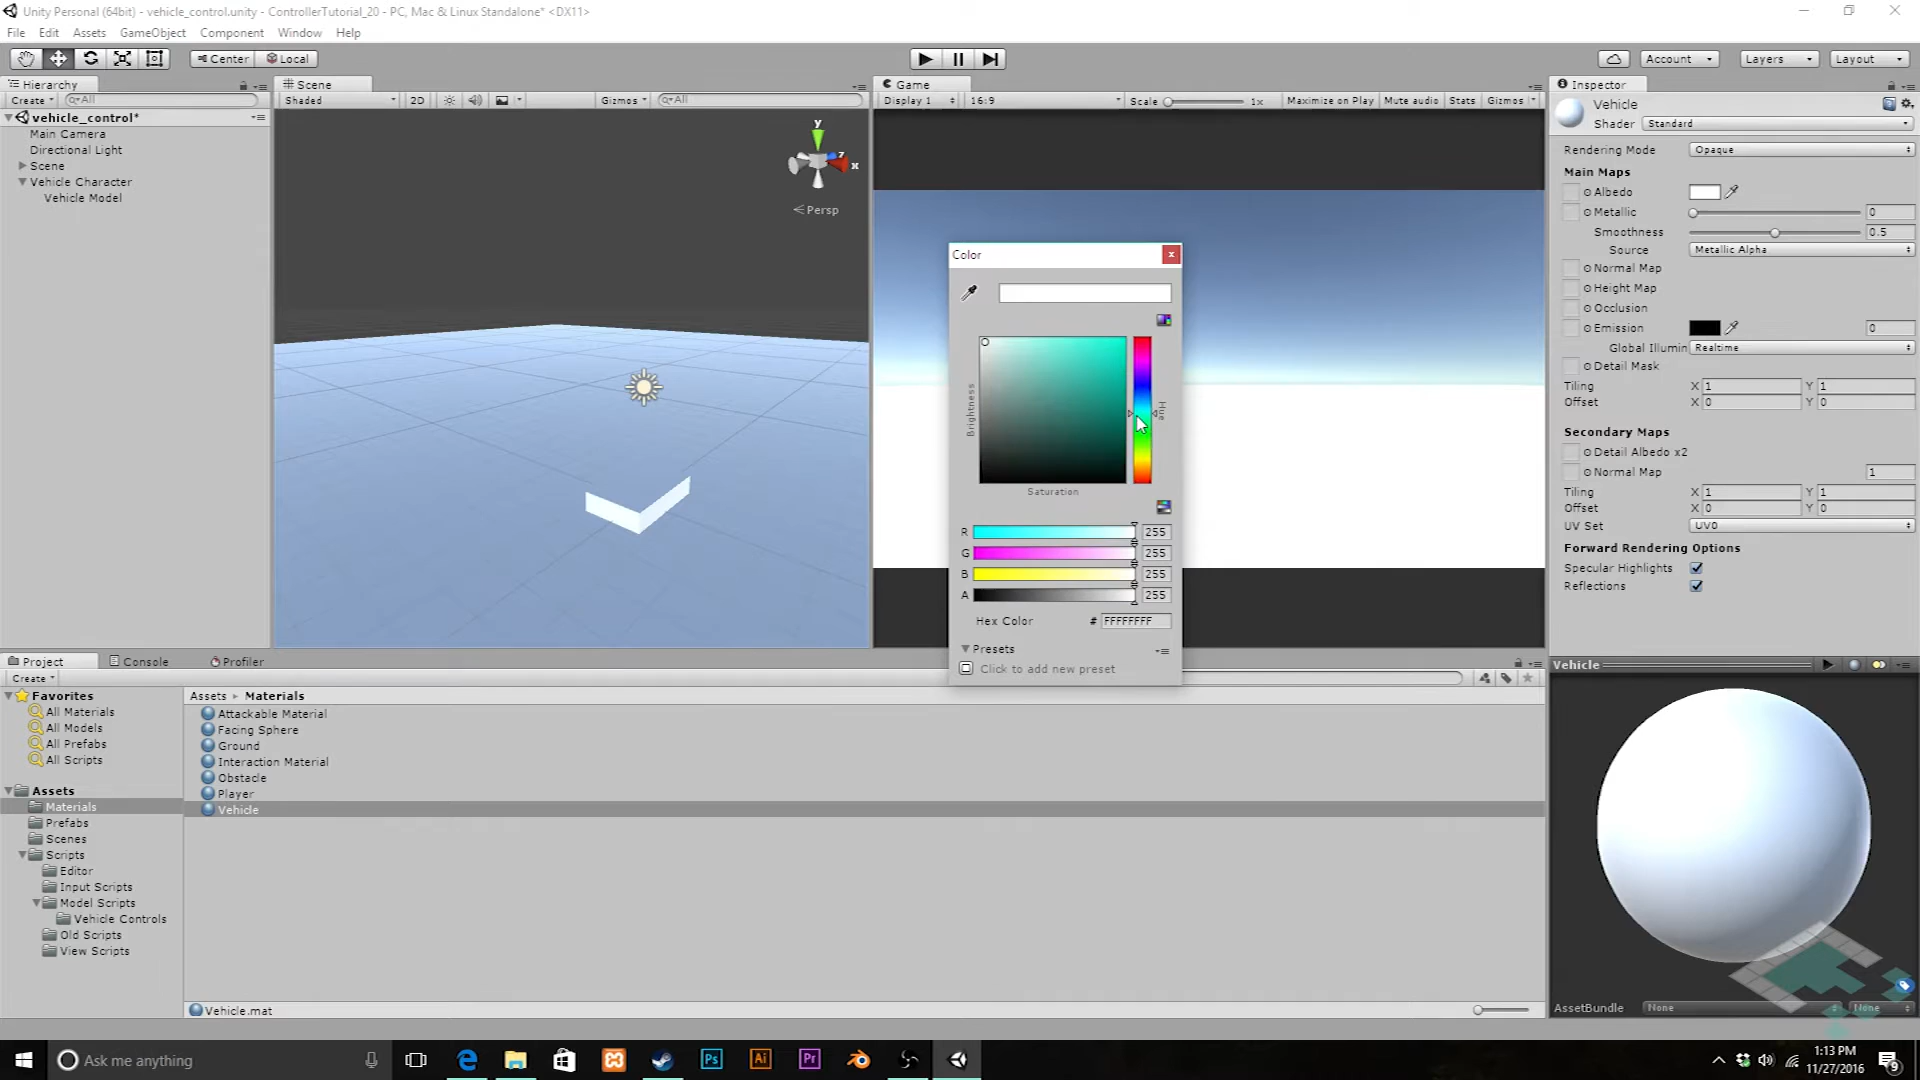 Unity Personal (64bit) - vehicle_control.unity - ControllerTutorial_20 - PC, Mac & Linux Standalone* <DX11>
File Edit Assets GameObject Component Window Help
Center Local Account Layers Layout
Hierarchy Scene Game Inspector
Create All Shaded 2D Gizmos All Display 1 16:9 Scale 1x Maximize on Play Mute audio Stats Gizmos
vehicle_control*
Main Camera
Directional Light
Scene
Vehicle Character
Vehicle Model
y
z
x
Persp
Vehicle
Shader Standard
Rendering Mode Opaque
Main Maps
Albedo
Metallic 0
Smoothness 0.5
Source Metallic Alpha
Normal Map
Height Map
Occlusion
Emission 0
Global Illumin Realtime
Detail Mask
Tiling X 1 Y 1
Offset X 0 Y 0
Secondary Maps
Detail Albedo x2
Normal Map 1
Tiling X 1 Y 1
Offset X 0 Y 0
UV Set UV0
Forward Rendering Options
Specular Highlights
Reflections
Color
Brightness
Hue
Saturation
R 255
G 255
B 255
A 255
Hex Color # FFFFFFFF
Presets
Click to add new preset
Project Console Profiler
Create
Favorites
All Materials
All Models
All Prefabs
All Scripts
Assets
Materials
Prefabs
Scenes
Scripts
Editor
Input Scripts
Model Scripts
Vehicle Controls
Old Scripts
View Scripts
Assets Materials
Attackable Material
Facing Sphere
Ground
Interaction Material
Obstacle
Player
Vehicle
Vehicle.mat
Vehicle
AssetBundle None None
Ask me anything
Ps Ai Pr
1:13 PM
11/27/2016
9